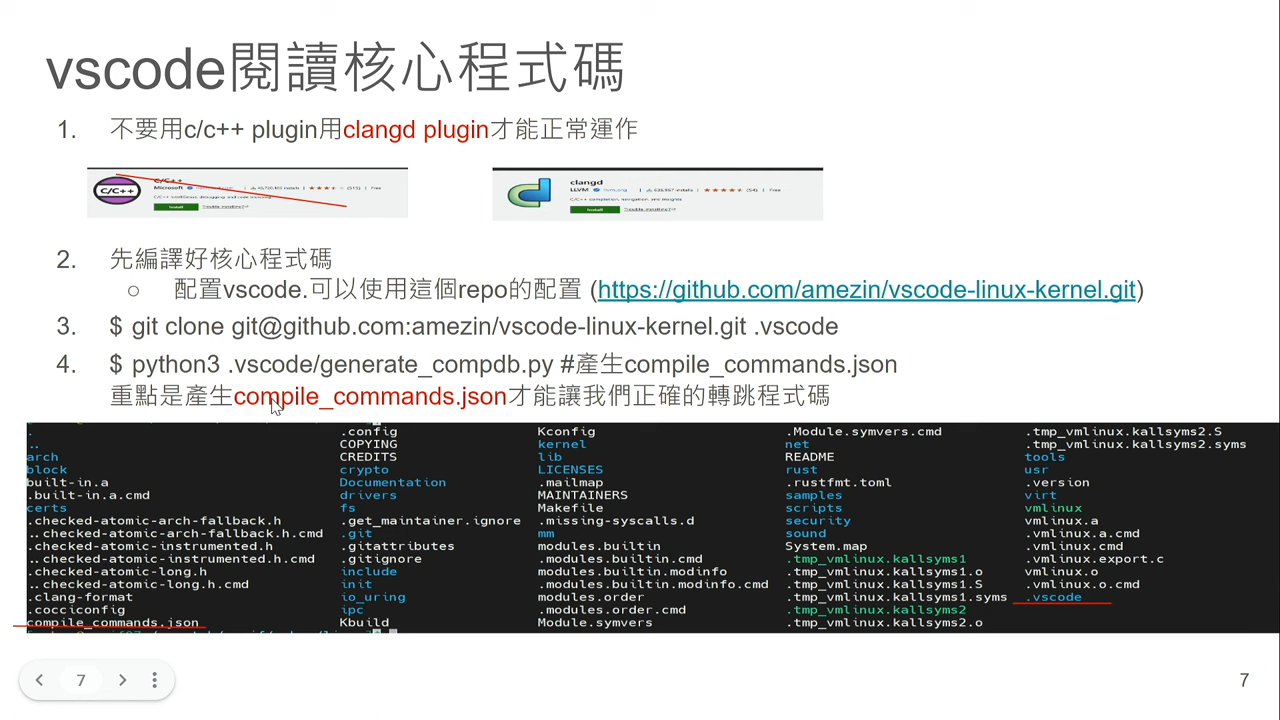 vscode閱讀核心程式碼
1. 不要用c/c++ plugin用clangd plugin才能正常運作
C/C++
C/C++
Microsoft
(515) | Free
Install
clangd
LLVM
(54) | Free
C/C++ completion, navigation, and insights
Install
2. 先編譯好核心程式碼
○ 配置vscode.可以使用這個repo的配置 (https://github.com/amezin/vscode-linux-kernel.git)
3. $ git clone git@github.com:amezin/vscode-linux-kernel.git .vscode
4. $ python3 .vscode/generate_compdb.py #產生compile_commands.json
重點是產生compile_commands.json才能讓我們正確的轉跳程式碼
. .config Kconfig .Module.symvers.cmd .tmp_vmlinux.kallsyms2.S
.. COPYING kernel net .tmp_vmlinux.kallsyms2.syms
arch CREDITS lib README tools
block crypto LICENSES rust usr
built-in.a Documentation .mailmap .rustfmt.toml .version
.built-in.a.cmd drivers MAINTAINERS samples virt
certs fs Makefile scripts vmlinux
.checked-atomic-arch-fallback.h .get_maintainer.ignore .missing-syscalls.d security vmlinux.a
..checked-atomic-arch-fallback.h.cmd .git mm sound .vmlinux.a.cmd
.checked-atomic-instrumented.h .gitattributes modules.builtin System.map .vmlinux.cmd
..checked-atomic-instrumented.h.cmd .gitignore .modules.builtin.cmd .tmp_vmlinux.kallsyms1 .vmlinux.export.c
.checked-atomic-long.h include modules.builtin.modinfo .tmp_vmlinux.kallsyms1.o vmlinux.o
..checked-atomic-long.h.cmd init .modules.builtin.modinfo.cmd .tmp_vmlinux.kallsyms1.S .vmlinux.o.cmd
.clang-format io_uring modules.order .tmp_vmlinux.kallsyms1.syms .vscode
.cocciconfig ipc .modules.order.cmd .tmp_vmlinux.kallsyms2
compile_commands.json Kbuild Module.symvers .tmp_vmlinux.kallsyms2.o
7
7